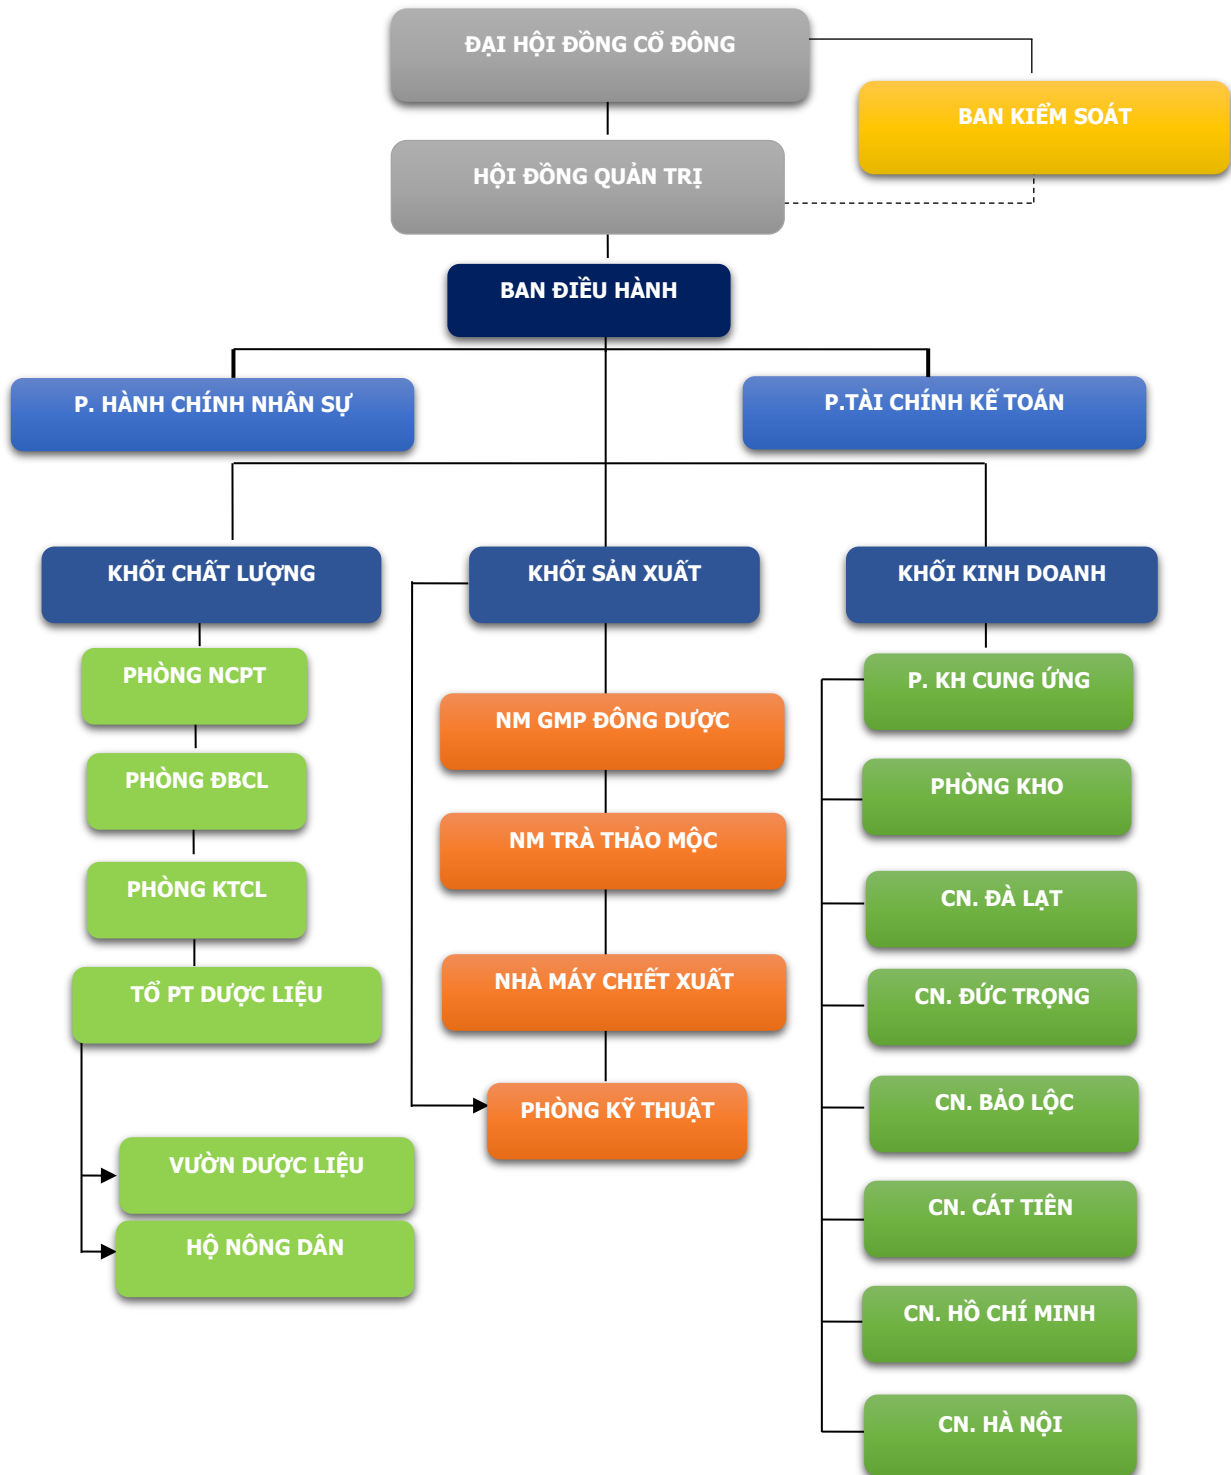 ĐẠI HỘI ĐỒNG CỔ ĐÔNG
BAN KIỂM SOÁT
HỘI ĐỒNG QUẢN TRỊ
BAN ĐIỀU HÀNH
P. HÀNH CHÍNH NHÂN SỰ
P.TÀI CHÍNH KẾ TOÁN
KHỐI CHẤT LƯỢNG
KHỐI SẢN XUẤT
KHỐI KINH DOANH
PHÒNG NCPT
PHÒNG ĐBCL
PHÒNG KTCL
TỔ PT DƯỢC LIỆU
VƯỜN DƯỢC LIỆU
HỘ NÔNG DÂN
NM GMP ĐÔNG DƯỢC
NM TRÀ THẢO MỘC
NHÀ MÁY CHIẾT XUẤT
PHÒNG KỸ THUẬT
P. KH CUNG ỨNG
PHÒNG KHO
CN. ĐÀ LẠT
CN. ĐỨC TRỌNG
CN. BẢO LỘC
CN. CÁT TIÊN
CN. HỒ CHÍ MINH
CN. HÀ NỘI